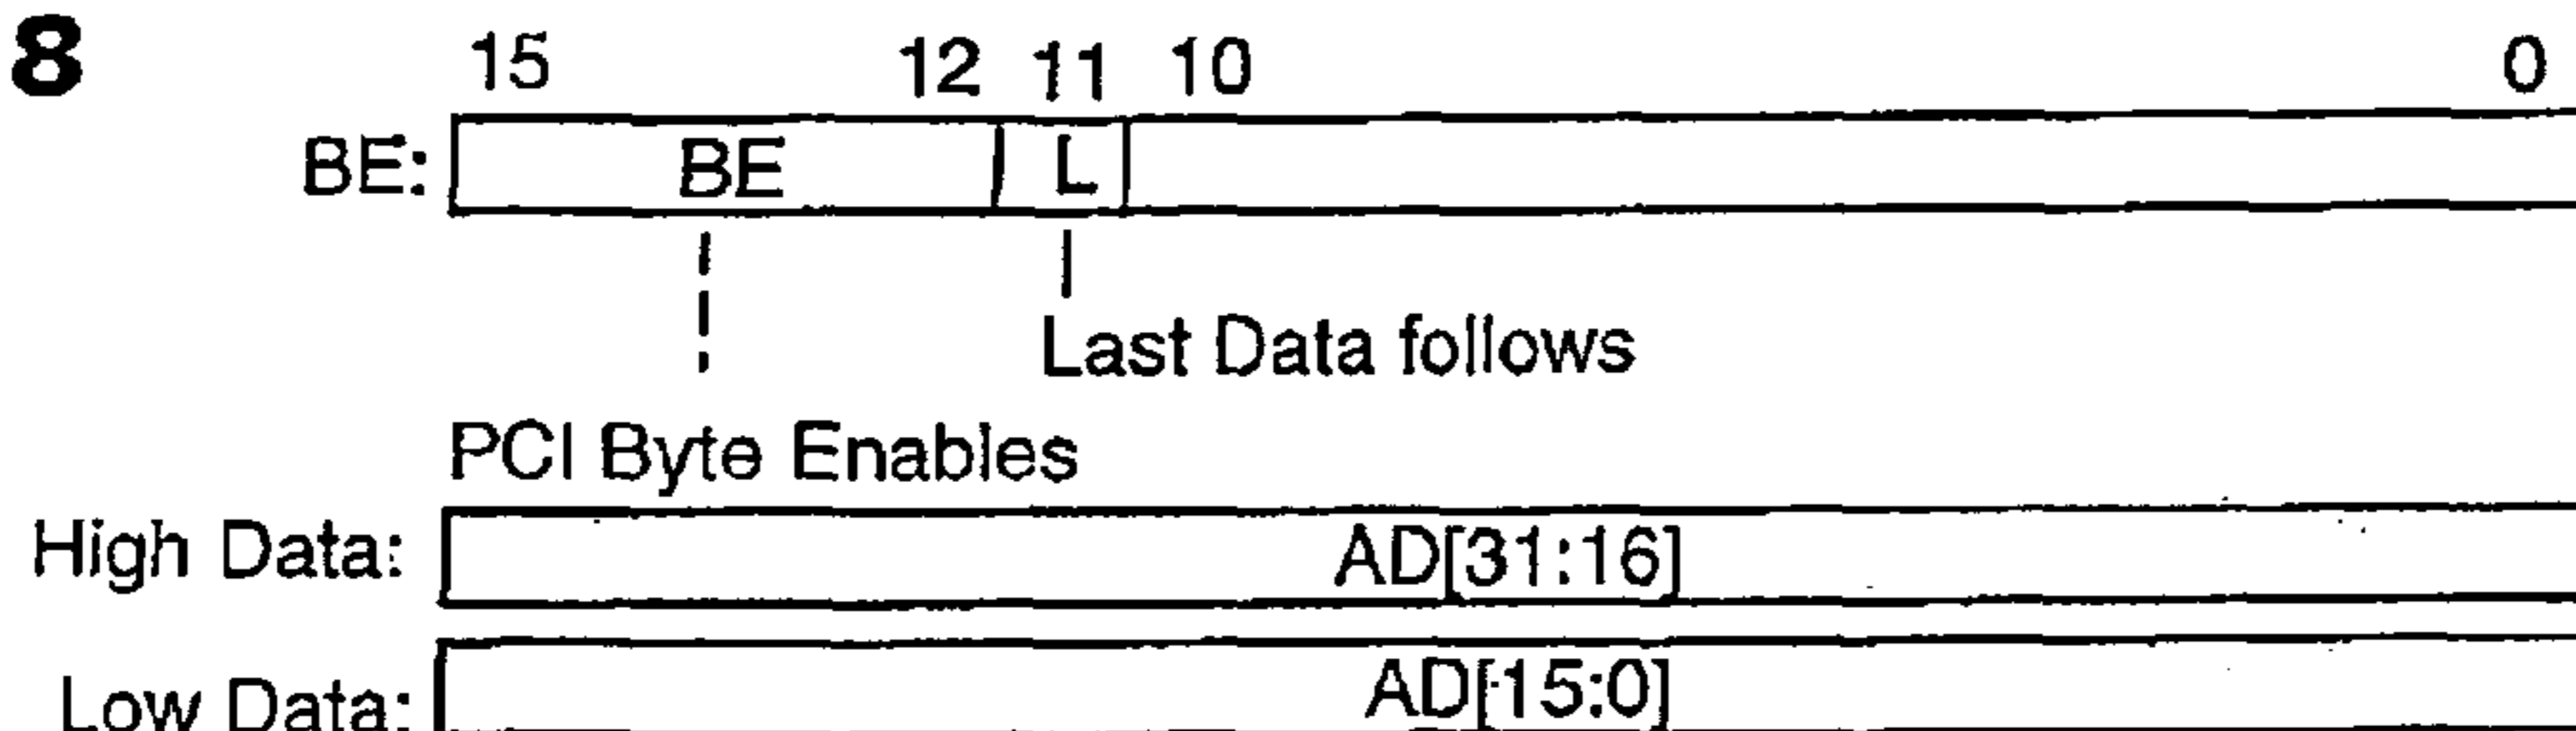 8
15 12 11 10 0
BE: BE L
Last Data follows
PCI Byte Enables
High Data: AD[31:16]
Low Data: AD[15:0]